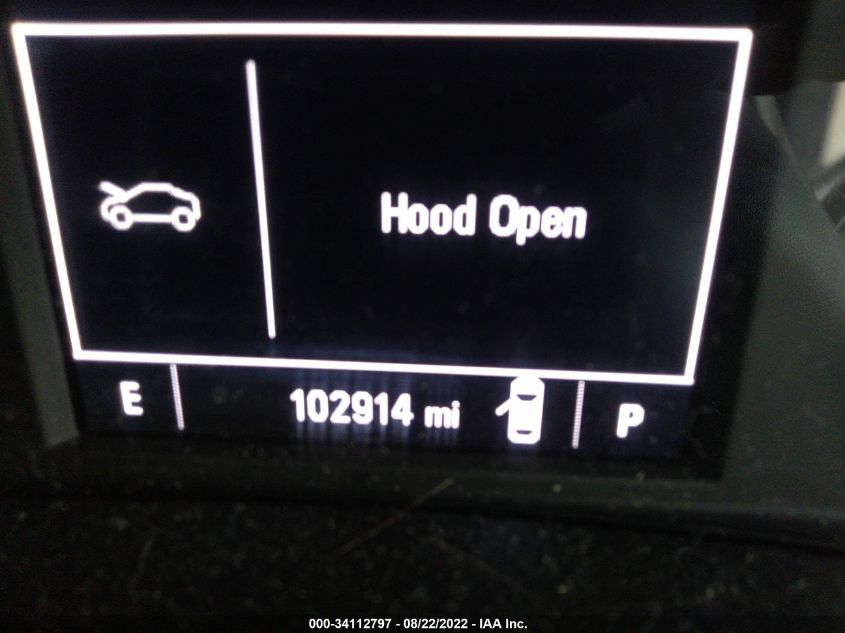 Hood Open
E 102914 mi P
000-34112797 - 08/22/2022 - IAA Inc.